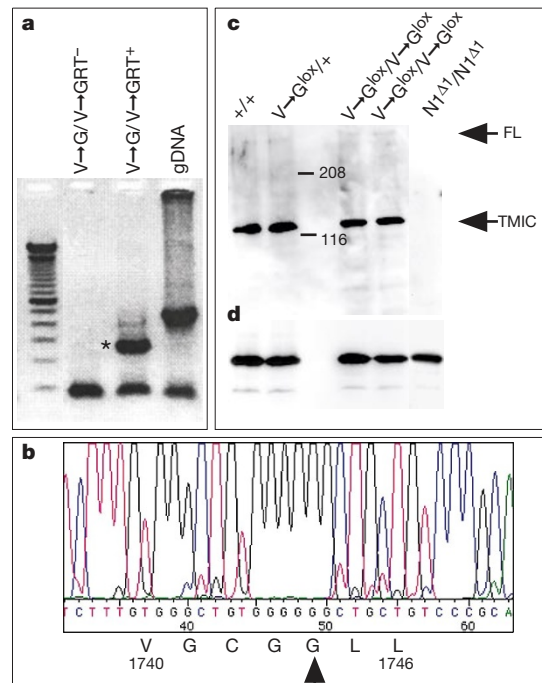 a
V→G/V→GRT⁻
V→G/V→GRT⁺
gDNA
*
c
+/+
V→G^lox/+
V→G^lox/V→G^lox
V→G^lox/V→G^lox
N1^Δ1/N1^Δ1
FL
208
TMIC
116
d
b
T C T T T G T G G G C T G T G G G G G G C T G C T G T C C C G C A
40 50 60
V G C G G L L
1740 1746